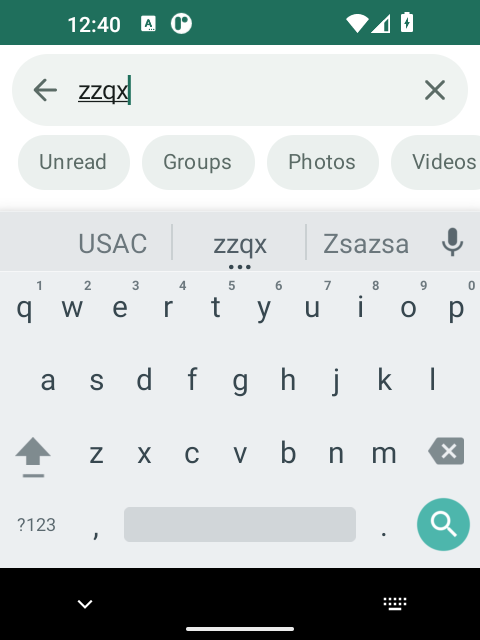 12:40
zzqx
Unread Groups Photos Videos
USAC zzqx Zsazsa
1 2 3 4 5 6 7 8 9 0
q w e r t y u i o p
a s d f g h j k l
z x c v b n m
?123 , .